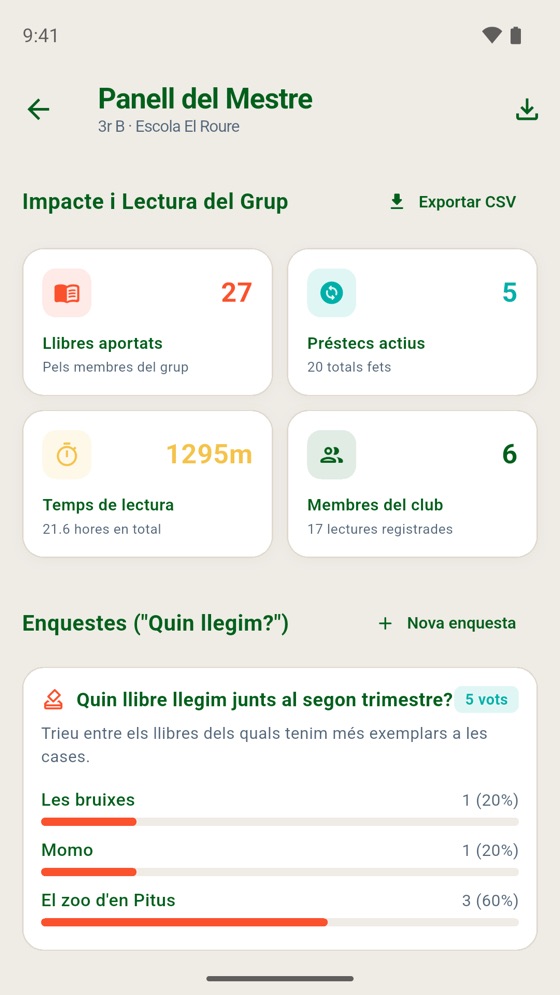 9:41
Panell del Mestre
3r B · Escola El Roure
Impacte i Lectura del Grup
Exportar CSV
27
Llibres aportats
Pels membres del grup
5
Préstecs actius
20 totals fets
1295m
Temps de lectura
21.6 hores en total
6
Membres del club
17 lectures registrades
Enquestes ("Quin llegim?")
Nova enquesta
Quin llibre llegim junts al segon trimestre?
5 vots
Trieu entre els llibres dels quals tenim més exemplars a les
cases.
Les bruixes
1 (20%)
Momo
1 (20%)
El zoo d'en Pitus
3 (60%)